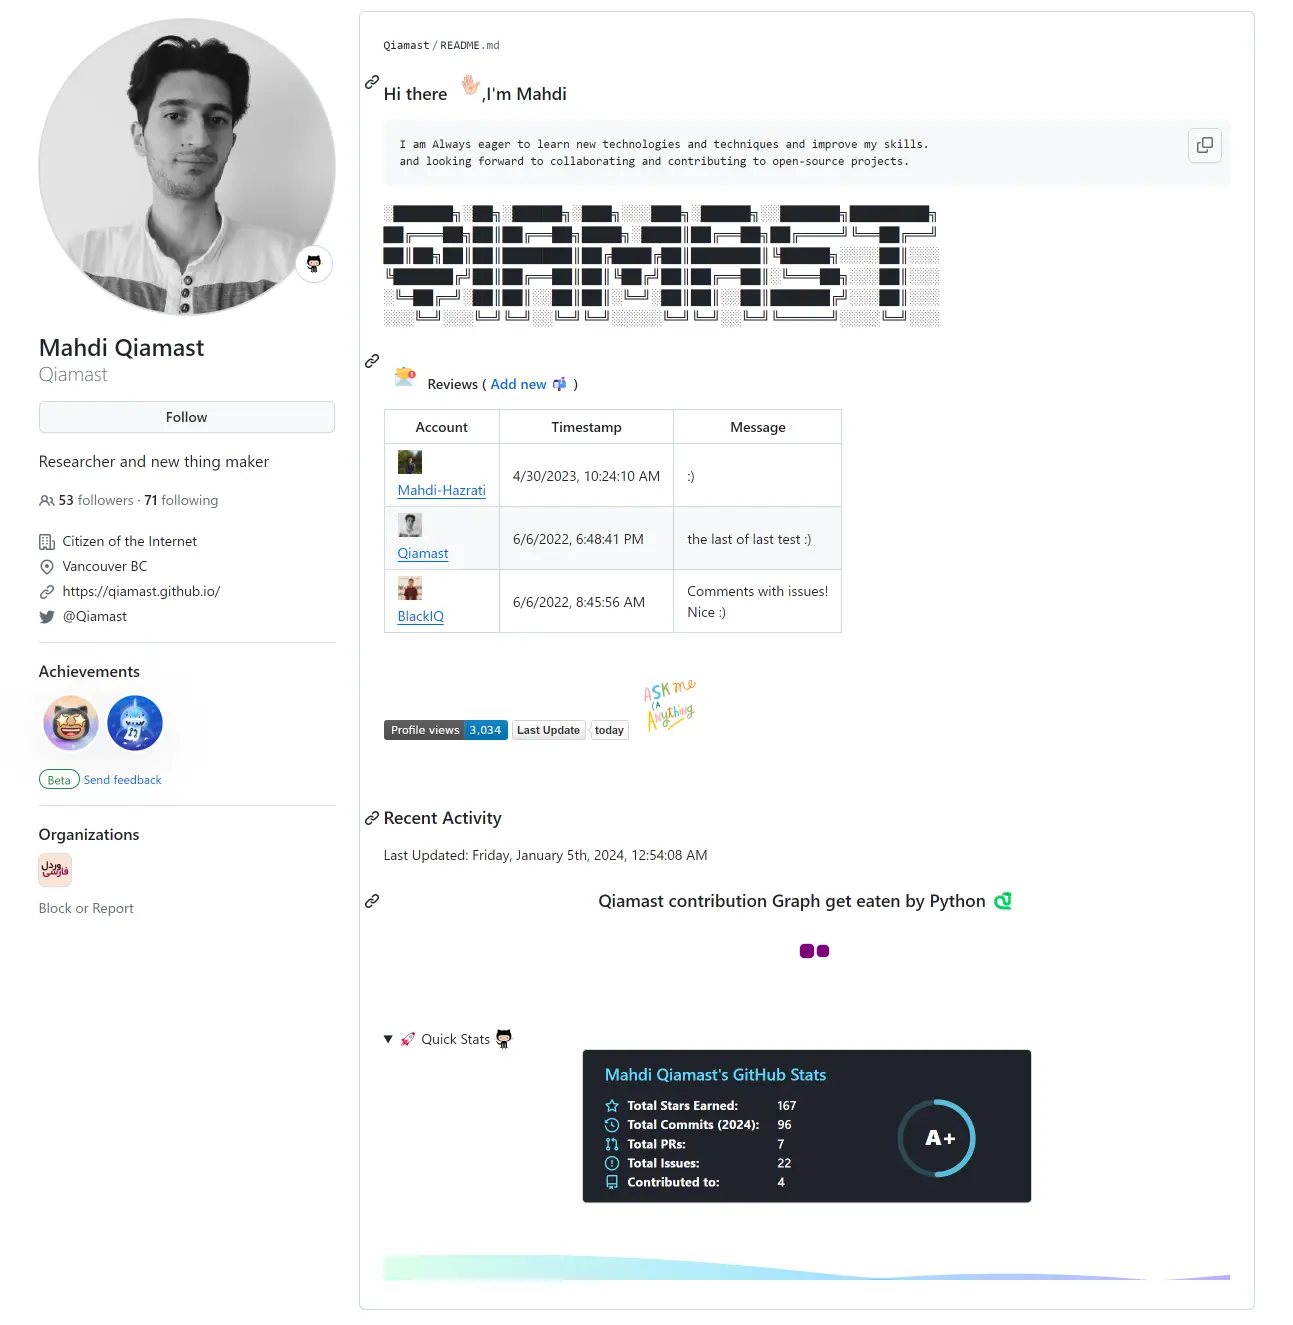 Qiamast/README.md
Hi there 👋,I'm Mahdi
I am Always eager to learn new technologies and techniques and improve my skills.
and looking forward to collaborating and contributing to open-source projects.
QIAMAST
Mahdi Qiamast
Qiamast
Follow
Researcher and new thing maker
53 followers · 71 following
Citizen of the Internet
Vancouver BC
https://qiamast.github.io/
@Qiamast
Achievements
Beta Send feedback
Organizations
وردل
فارسی
Block or Report
Reviews ( Add new 📬 )
Account Timestamp Message
Mahdi-Hazrati 4/30/2023, 10:24:10 AM :)
Qiamast 6/6/2022, 6:48:41 PM the last of last test :)
BlackIQ 6/6/2022, 8:45:56 AM Comments with issues!
Nice :)
ASK me
(A
Anything
Profile views 3,034 Last Update today
Recent Activity
Last Updated: Friday, January 5th, 2024, 12:54:08 AM
Qiamast contribution Graph get eaten by Python
▼ 🚀 Quick Stats
Mahdi Qiamast's GitHub Stats
Total Stars Earned: 167
Total Commits (2024): 96
Total PRs: 7
Total Issues: 22
Contributed to: 4
A+